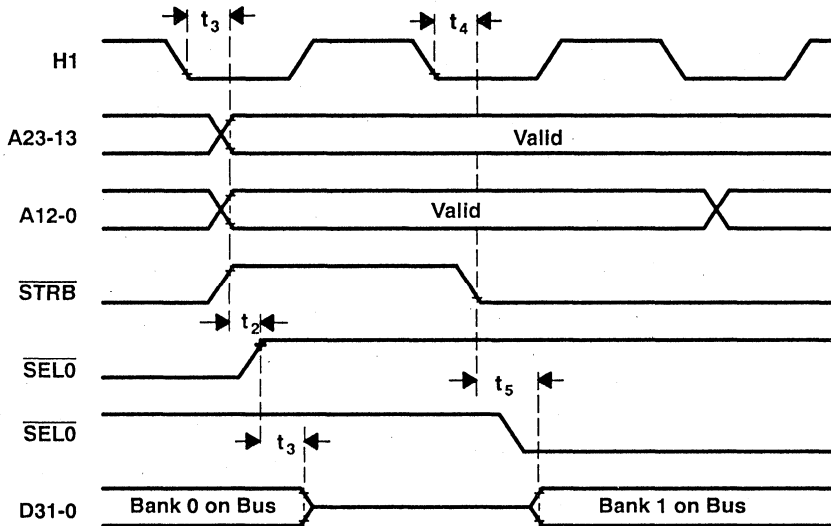 t3
t4
H1
A23-13
Valid
A12-0
Valid
STRB
t2
SEL0
t5
SEL0
t3
D31-0
Bank 0 on Bus
Bank 1 on Bus